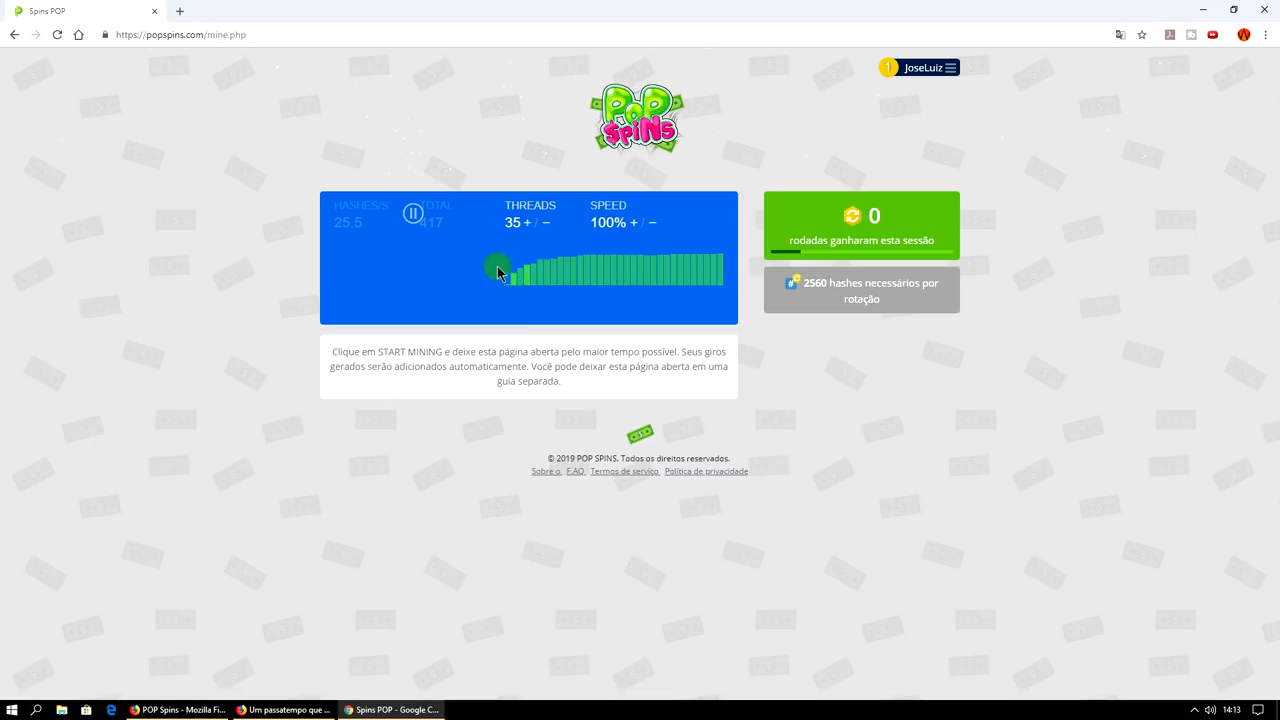 Spins POP
https://popspins.com/mine.php
1 JoseLuiz
POP
$PINS
HASHES/S TOTAL THREADS SPEED
25.5 417 35 + / − 100% + / −
0
rodadas ganharam esta sessão
# 2560 hashes necessários por
rotação
Clique em START MINING e deixe esta página aberta pelo maior tempo possível. Seus giros
gerados serão adicionados automaticamente. Você pode deixar esta página aberta em uma
guia separada.
© 2019 POP SPINS. Todos os direitos reservados.
Sobre o F.AQ Termos de serviço Política de privacidade
POP Spins - Mozilla Fi... Um passatempo que ... Spins POP - Google C... 14:13